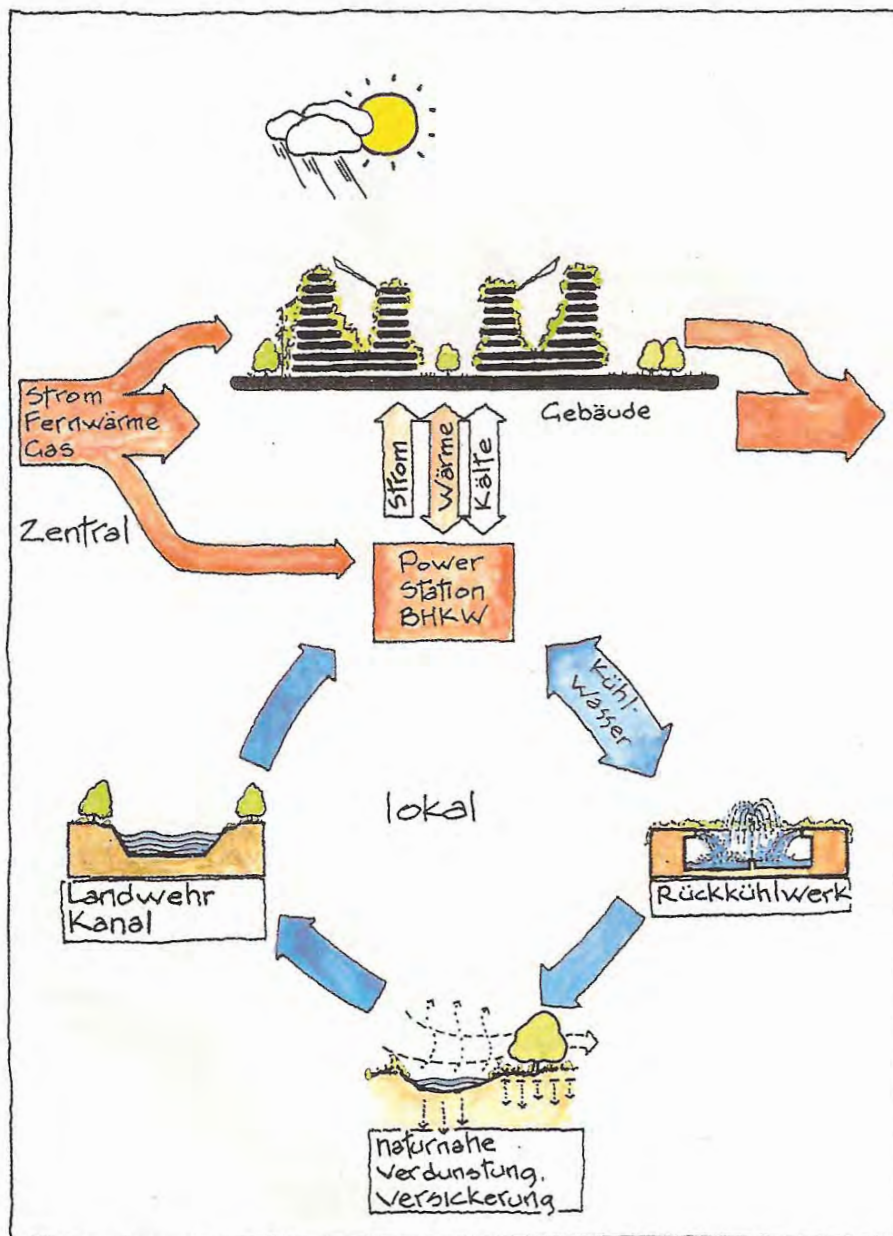 Strom
Fernwärme
Gas
Zentral
Gebäude
Strom
Wärme
Kälte
Power
Station
BHKW
Kühl-
Wasser
lokal
Landwehr
Kanal
Rückkühlwerk
naturnahe
Verdunstung,
Versickerung